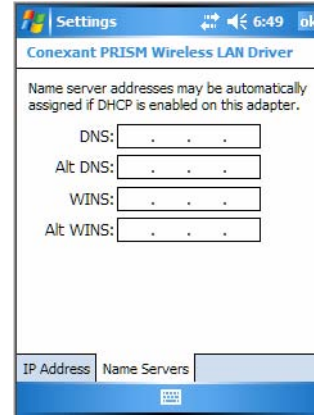 Settings 6:49 ok
Conexant PRISM Wireless LAN Driver
Name server addresses may be automatically
assigned if DHCP is enabled on this adapter.
DNS: . . .
Alt DNS: . . .
WINS: . . .
Alt WINS: . . .
IP Address Name Servers